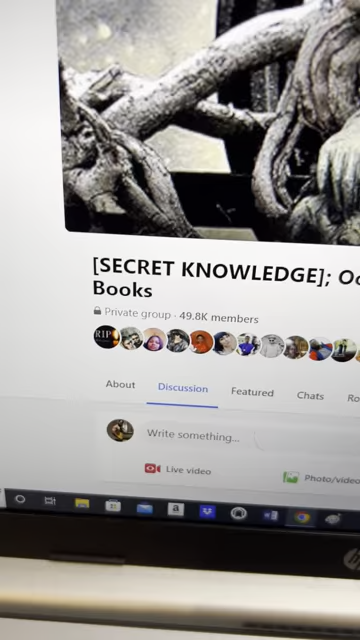 [SECRET KNOWLEDGE]; Oc
Books
Private group · 49.8K members
RIP
About Discussion Featured Chats Ro
Write something...
Live video Photo/video